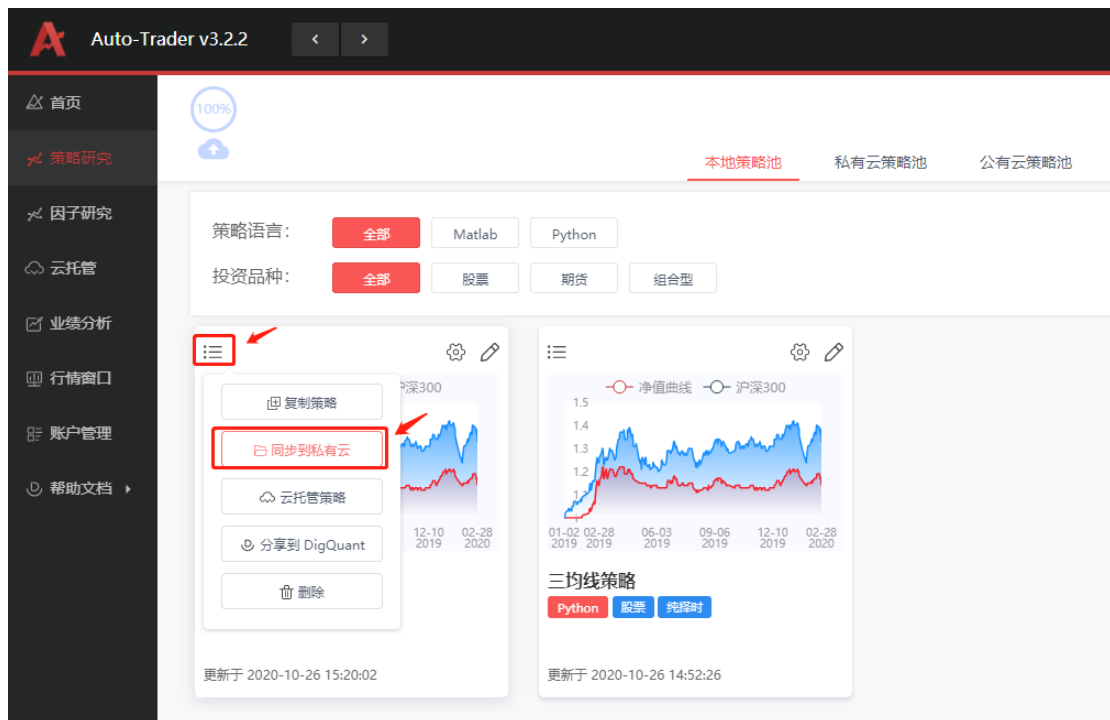 Auto-Trader v3.2.2
首页
策略研究
因子研究
云托管
业绩分析
行情窗口
账户管理
帮助文档
100%
本地策略池 私有云策略池 公有云策略池
策略语言： 全部 Matlab Python
投资品种： 全部 股票 期货 组合型
沪深300
复制策略
同步到私有云
云托管策略
分享到 DigQuant
删除
12-10 02-28
2019 2020
更新于 2020-10-26 15:20:02
净值曲线 沪深300
1.5
1.4
1.3
1.2
1.1
1
01-02 02-28 06-03 09-06 12-10 02-28
2019 2019 2019 2019 2019 2020
三均线策略
Python 股票 纯择时
更新于 2020-10-26 14:52:26